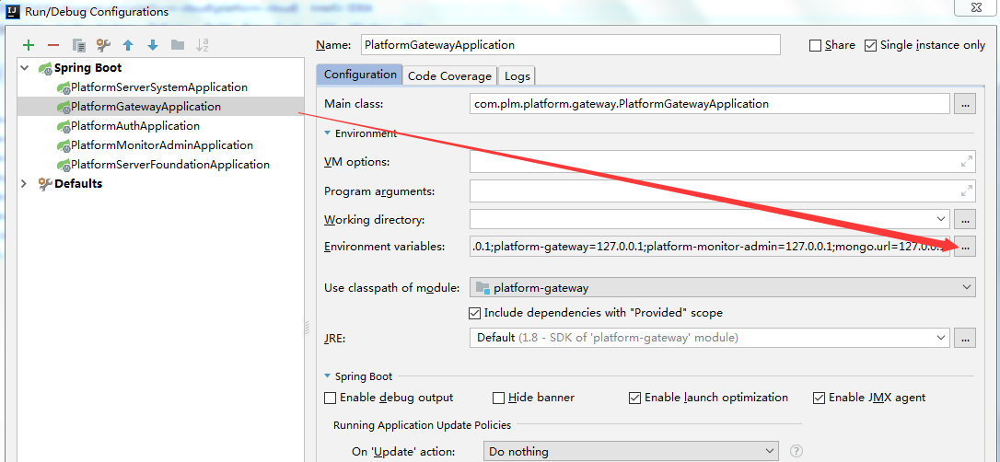 IJ Run/Debug Configurations
Name: PlatformGatewayApplication Share Single instance only
Spring Boot
PlatformServerSystemApplication
PlatformGatewayApplication
PlatformAuthApplication
PlatformMonitorAdminApplication
PlatformServerFoundationApplication
Defaults
Configuration Code Coverage Logs
Main class: com.plm.platform.gateway.PlatformGatewayApplication ...
Environment
VM options:
Program arguments:
Working directory: ...
Environment variables: .0.1;platform-gateway=127.0.0.1;platform-monitor-admin=127.0.0.1;mongo.url=127.0.0.1 ...
Use classpath of module: platform-gateway
Include dependencies with "Provided" scope
JRE: Default (1.8 - SDK of 'platform-gateway' module) ...
Spring Boot
Enable debug output Hide banner Enable launch optimization Enable JMX agent
Running Application Update Policies
On 'Update' action: Do nothing ?